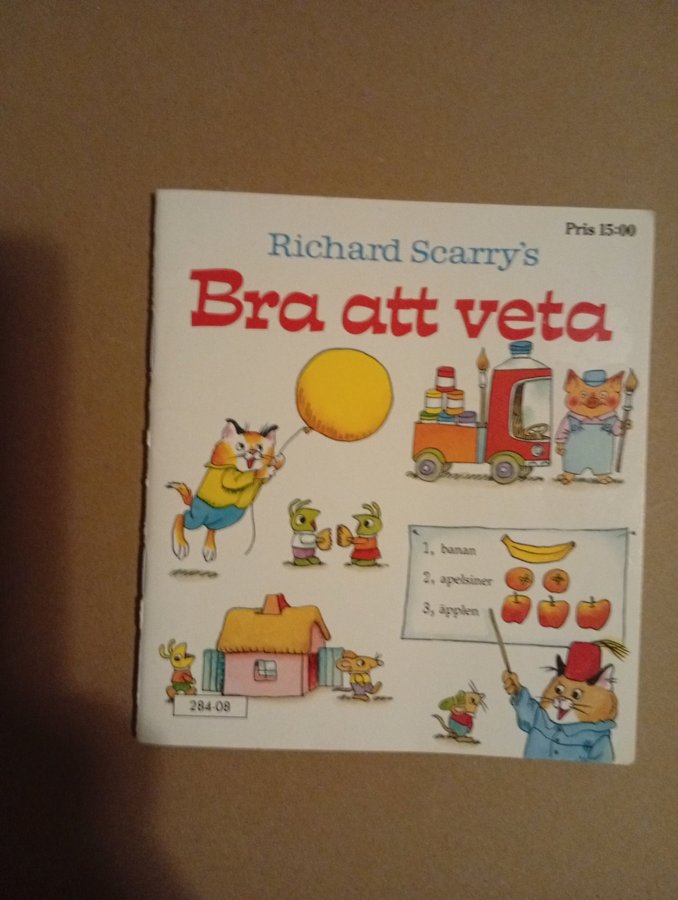 Pris 15:00
Richard Scarry's
Bra att veta
1, banan
2, apelsiner
3, äpplen
284-08